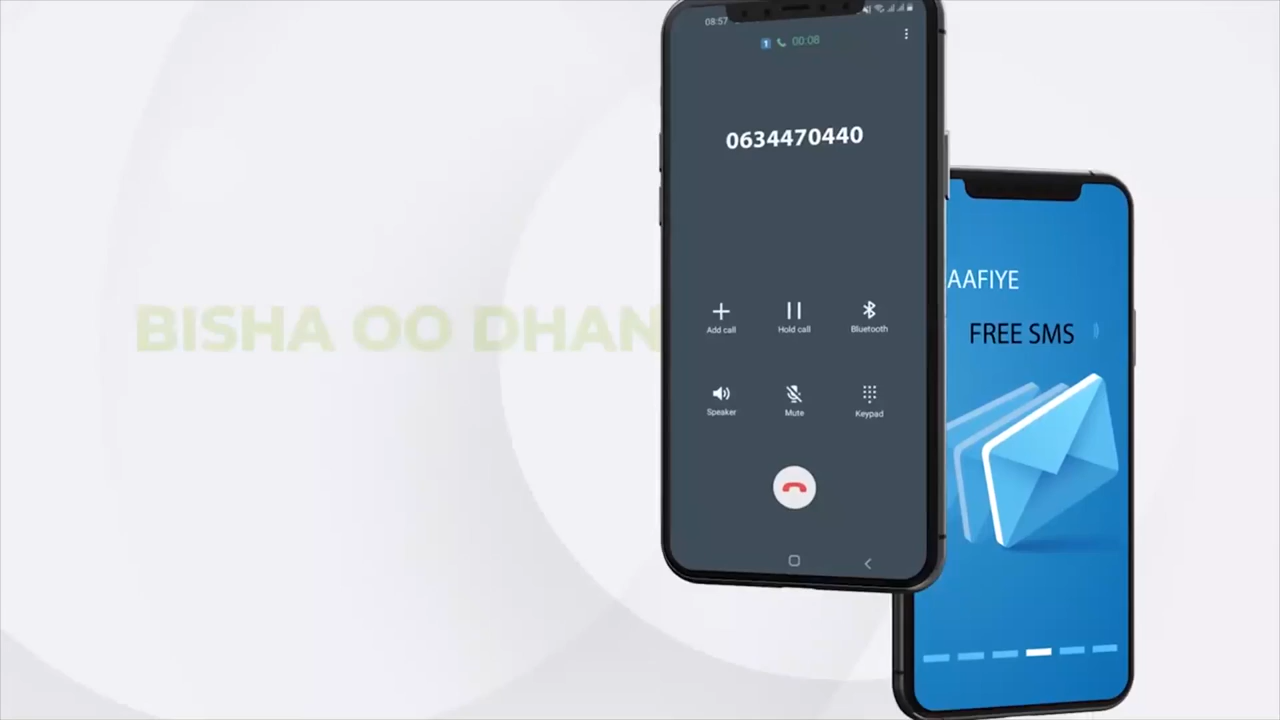 08:57
1 00:08
0634470440
Add call Hold call Bluetooth
Speaker Mute Keypad
BISHA OO DHAN
AAFIYE
FREE SMS